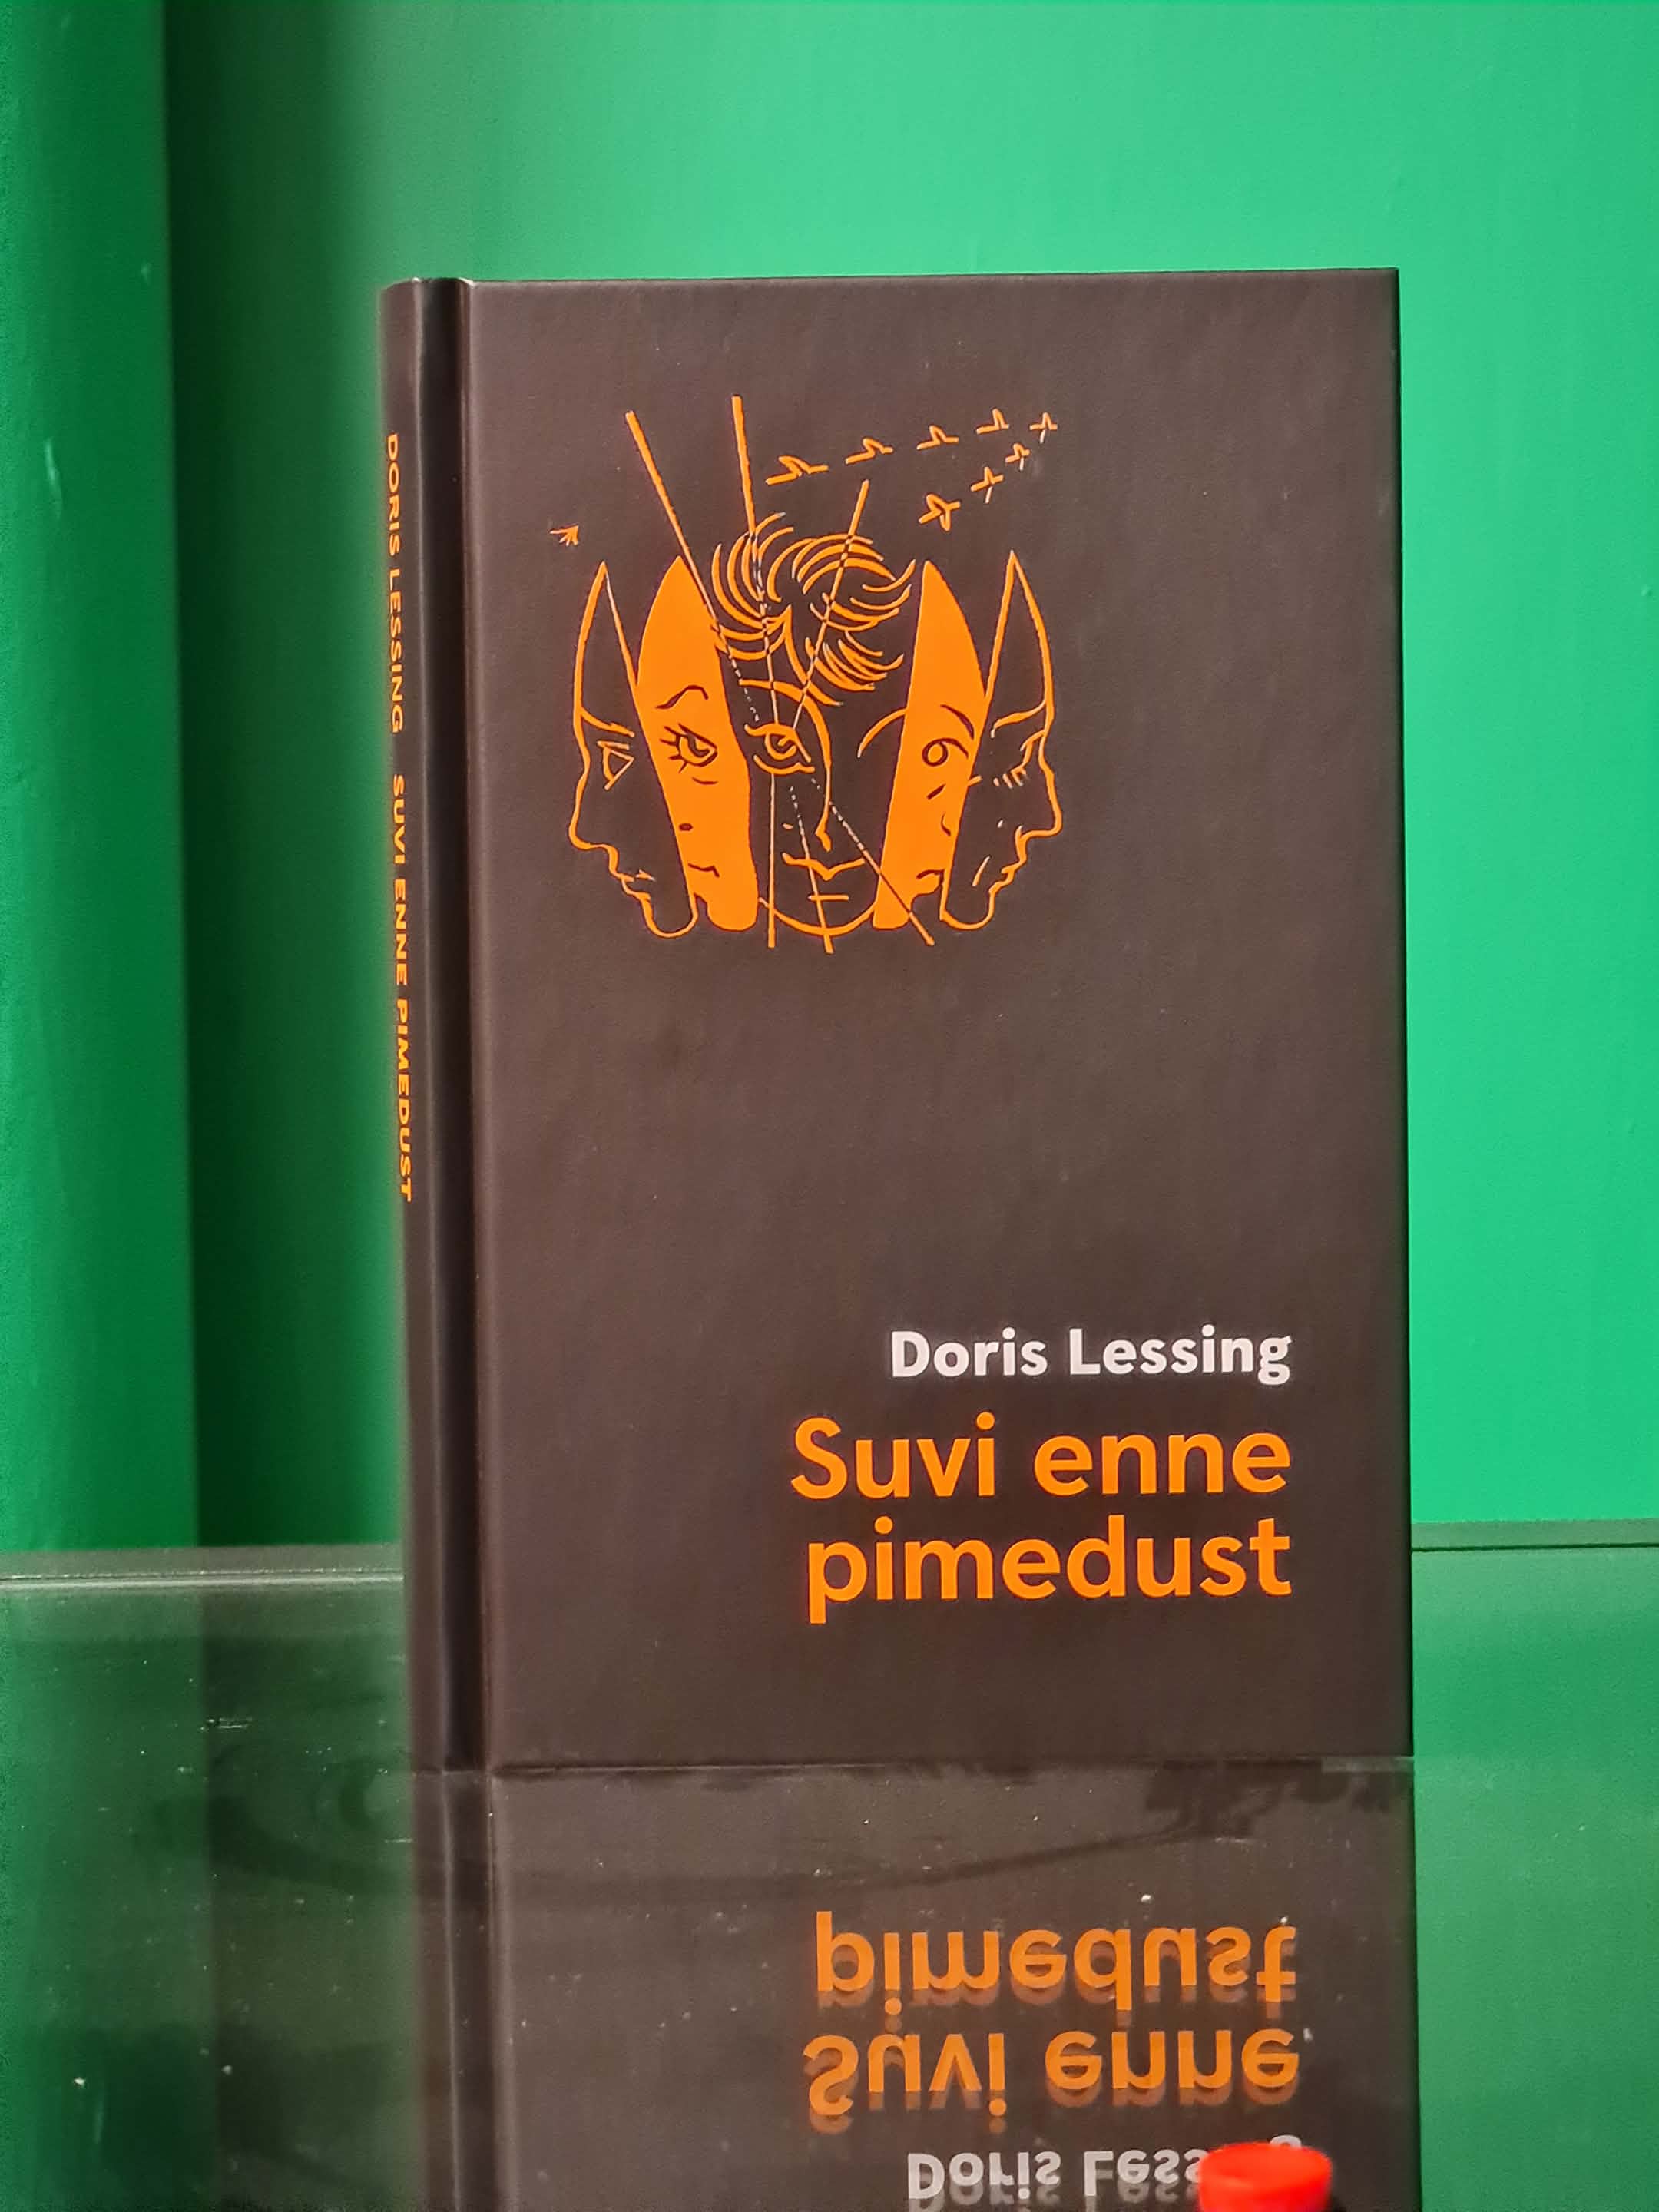 DORIS LESSING SUVI ENNE PIMEDUST
Doris Lessing
Suvi enne
pimedust